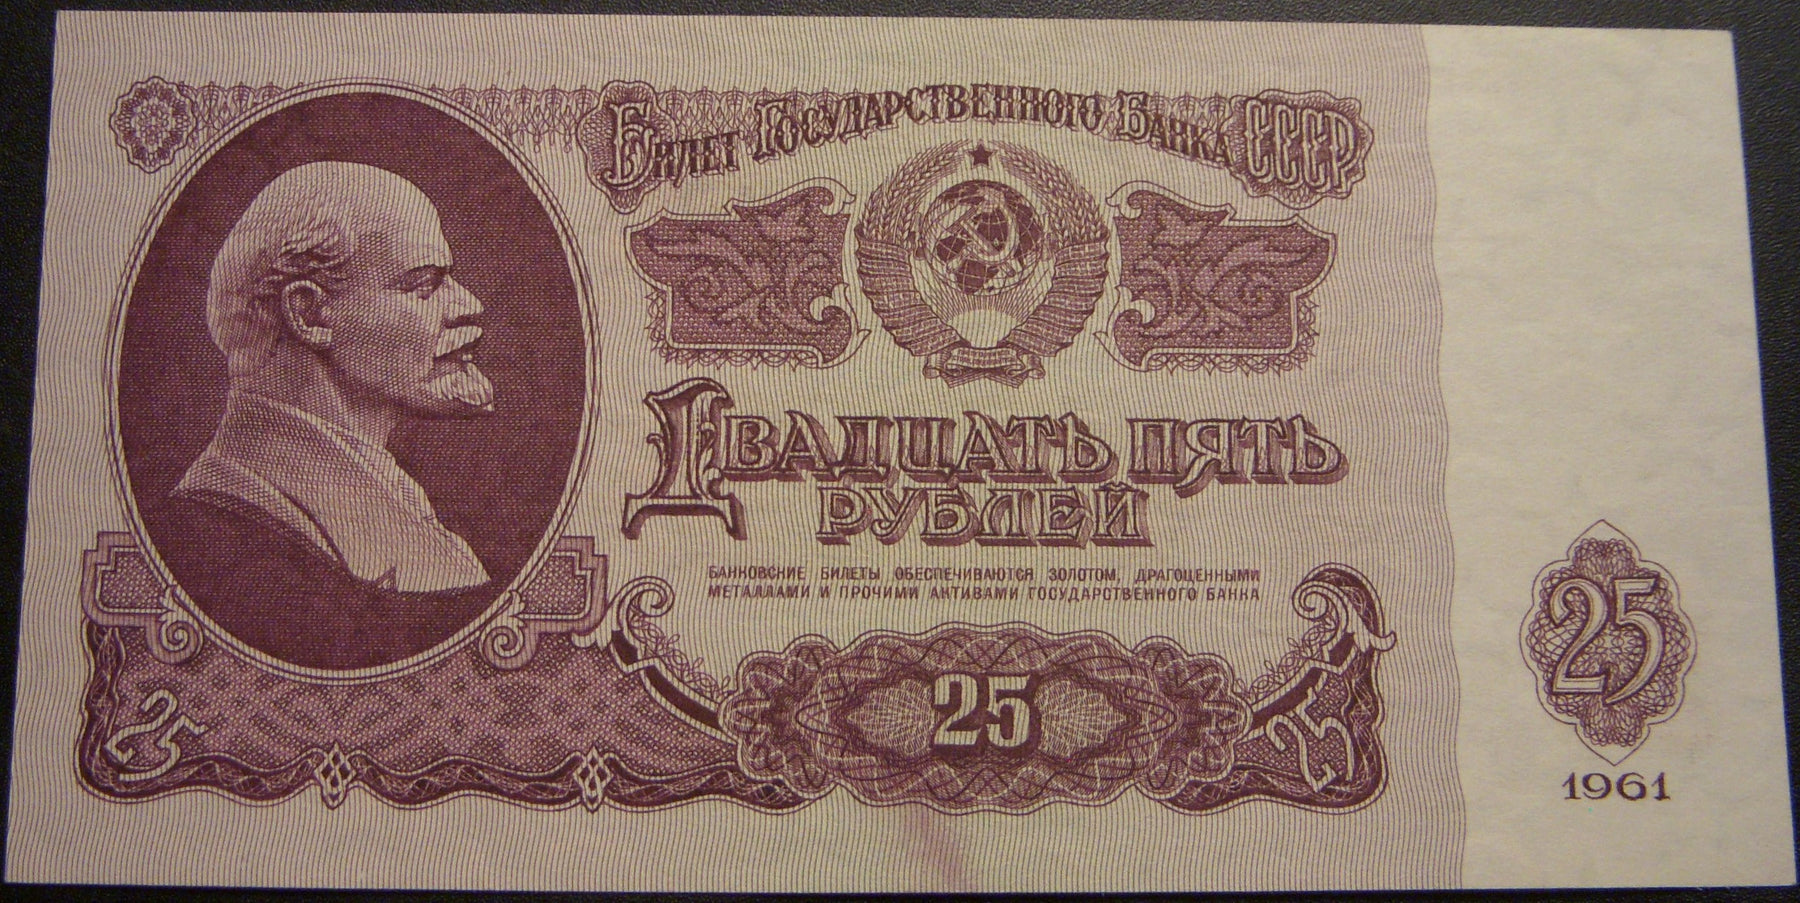 Билет Государственного Банка СССР
Двадцать пять
рублей
БАНКОВСКИЕ БИЛЕТЫ ОБЕСПЕЧИВАЮТСЯ ЗОЛОТОМ, ДРАГОЦЕННЫМИ
МЕТАЛЛАМИ И ПРОЧИМИ АКТИВАМИ ГОСУДАРСТВЕННОГО БАНКА
25
25
25
25
1961